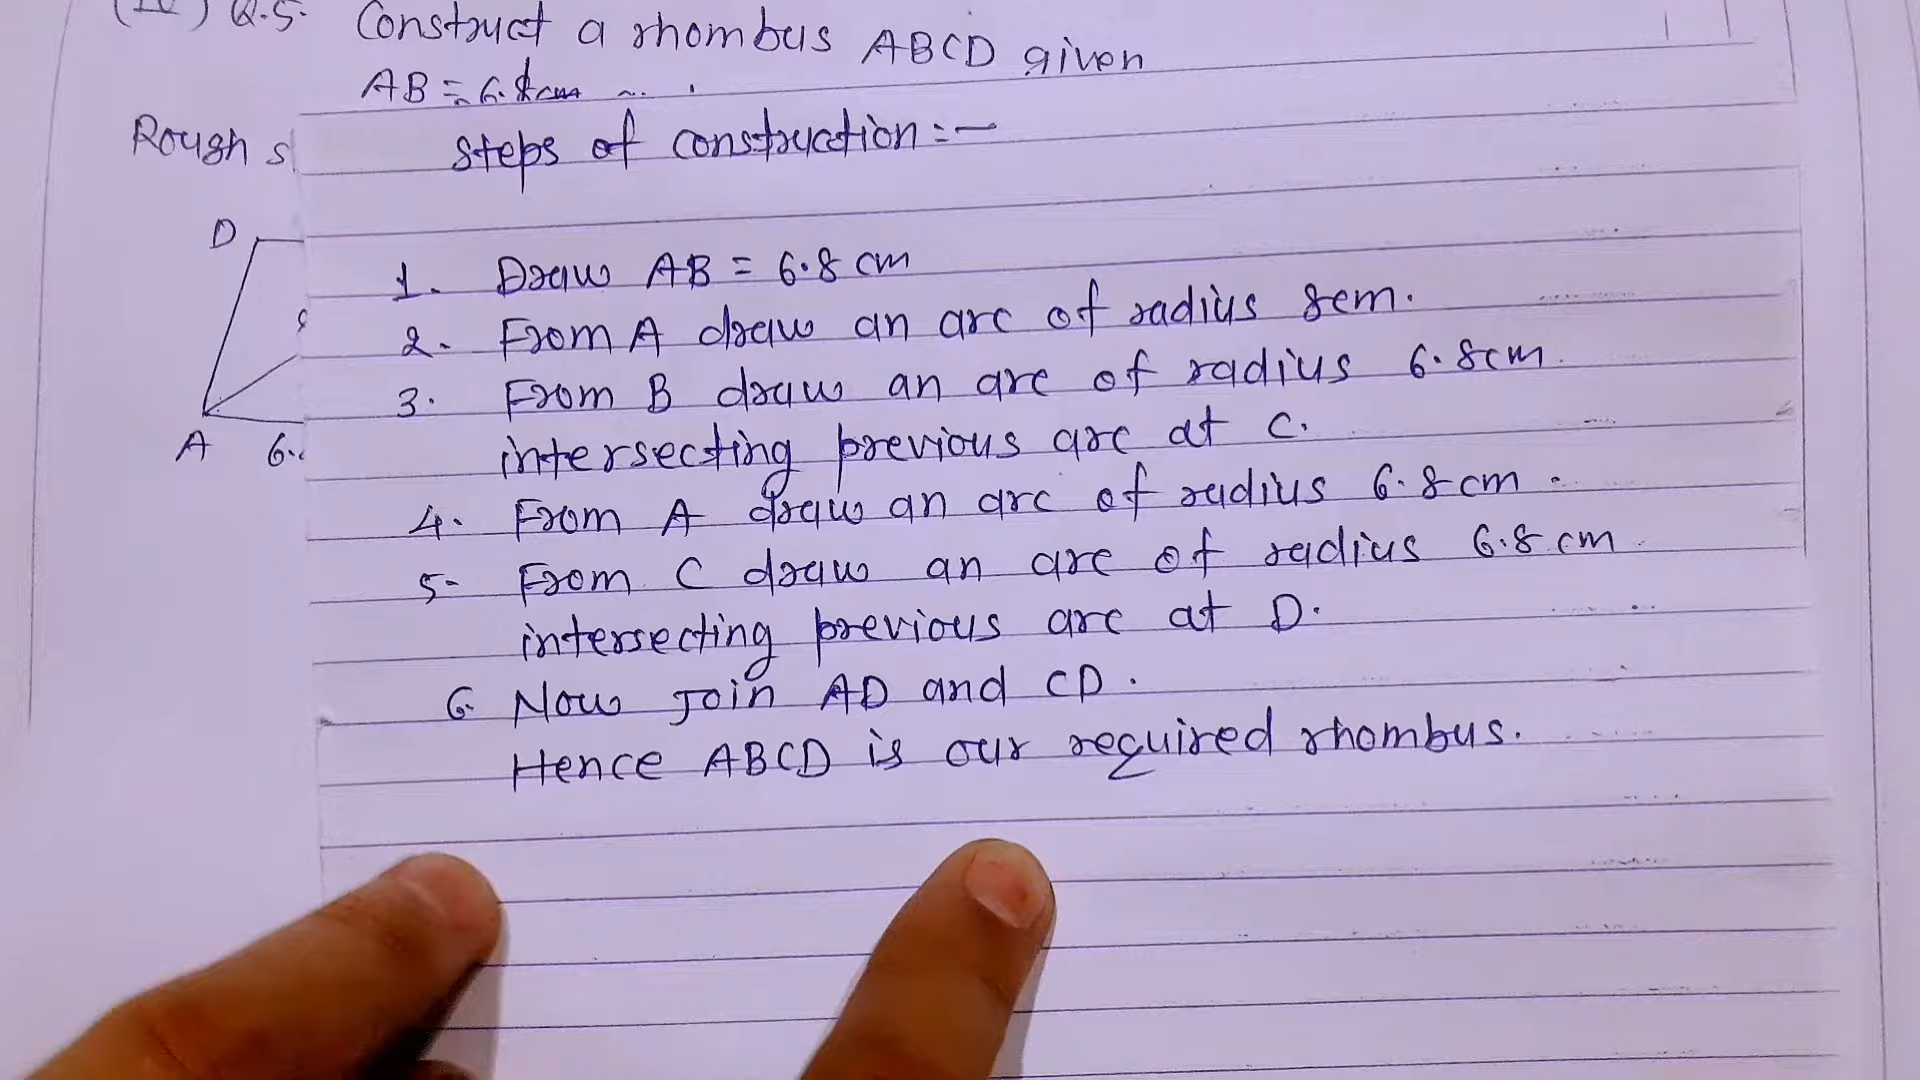 Q.5. Construct a rhombus ABCD given
AB = 6.8cm
Rough s
Steps of construction:-
D
1. Draw AB = 6.8 cm
2. From A draw an arc of radius 8cm.
3. From B draw an arc of radius 6.8cm.
intersecting previous arc at C.
A 6.
4. From A draw an arc of radius 6.8cm.
5- From C draw an arc of radius 6.8 cm
intersecting previous arc at D.
6. Now Join AD and CD.
Hence ABCD is our required rhombus.